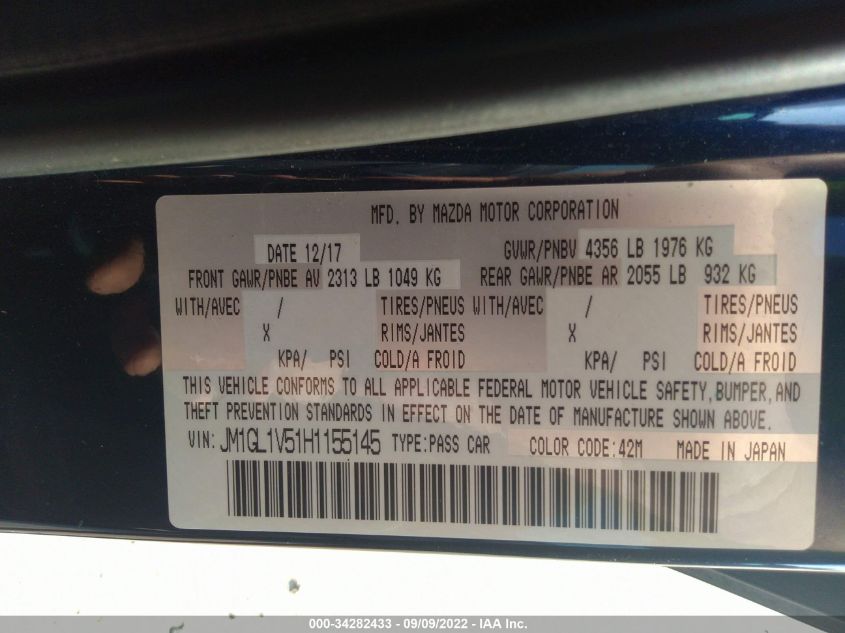 MFD. BY MAZDA MOTOR CORPORATION
DATE 12/17 GVWR/PNBV 4356 LB 1976 KG
FRONT GAWR/PNBE AV 2313 LB 1049 KG REAR GAWR/PNBE AR 2055 LB 932 KG
WITH/AVEC / TIRES/PNEUS WITH/AVEC / TIRES/PNEUS
X RIMS/JANTES X RIMS/JANTES
KPA/ PSI COLD/A FROID KPA/ PSI COLD/A FROID
THIS VEHICLE CONFORMS TO ALL APPLICABLE FEDERAL MOTOR VEHICLE SAFETY,BUMPER,AND
THEFT PREVENTION STANDARDS IN EFFECT ON THE DATE OF MANUFACTURE SHOWN ABOVE.
VIN: JM1GL1V51H1155145 TYPE:PASS CAR COLOR CODE:42M MADE IN JAPAN
000-34282433 - 09/09/2022 - IAA Inc.